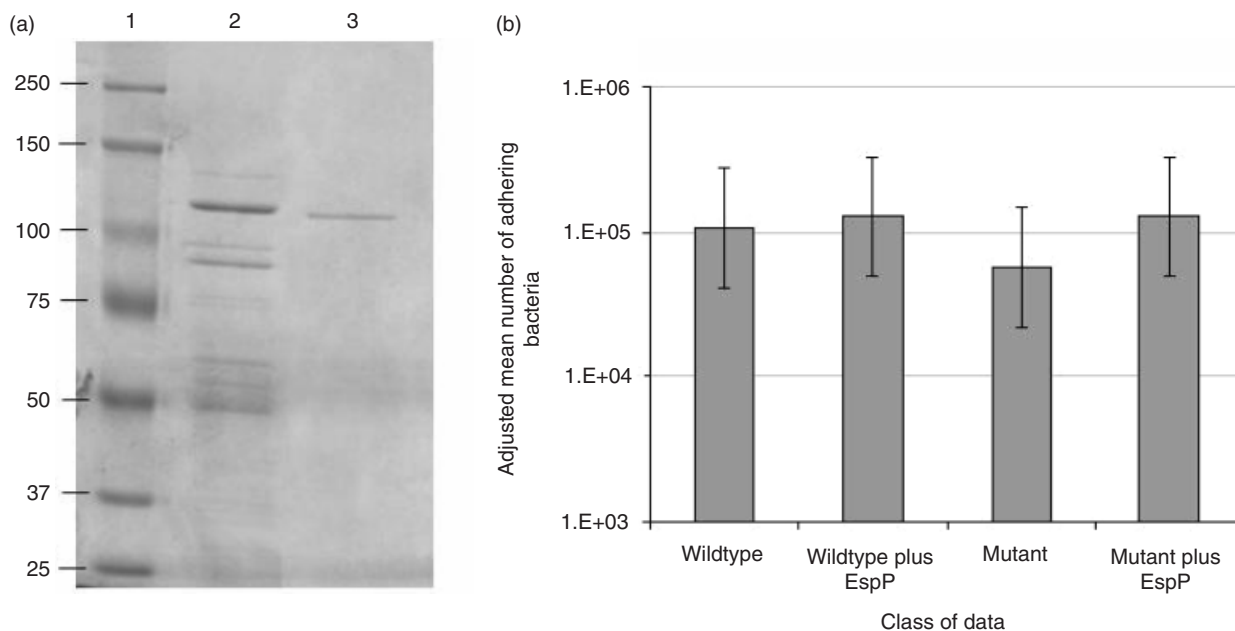 (a)
1 2 3
250
150
100
75
50
37
25
(b)
Adjusted mean number of adhering
bacteria
1.E+06
1.E+05
1.E+04
1.E+03
Wildtype
Wildtype plus
EspP
Mutant
Mutant plus
EspP
Class of data